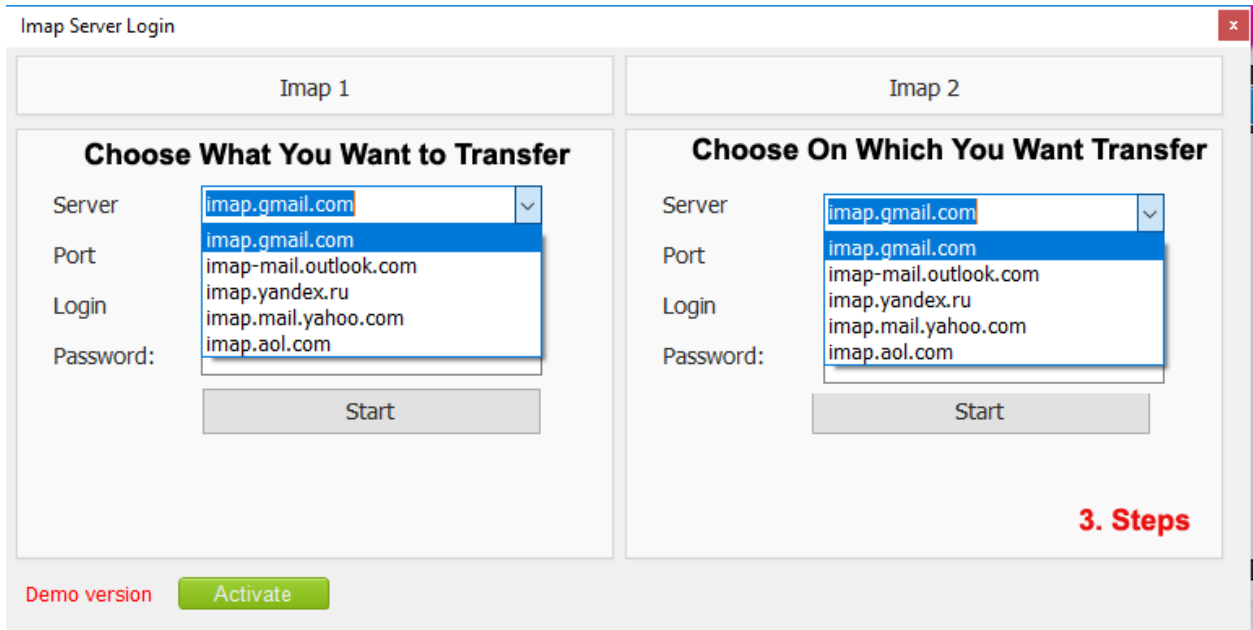 Imap Server Login
x
Imap 1
Imap 2
Choose What You Want to Transfer
Server
imap.gmail.com
imap.gmail.com
Port
imap-mail.outlook.com
imap.yandex.ru
Login
imap.mail.yahoo.com
Password:
imap.aol.com
Start
Choose On Which You Want Transfer
Server
imap.gmail.com
imap.gmail.com
Port
imap-mail.outlook.com
imap.yandex.ru
Login
imap.mail.yahoo.com
Password:
imap.aol.com
Start
3. Steps
Demo version
Activate